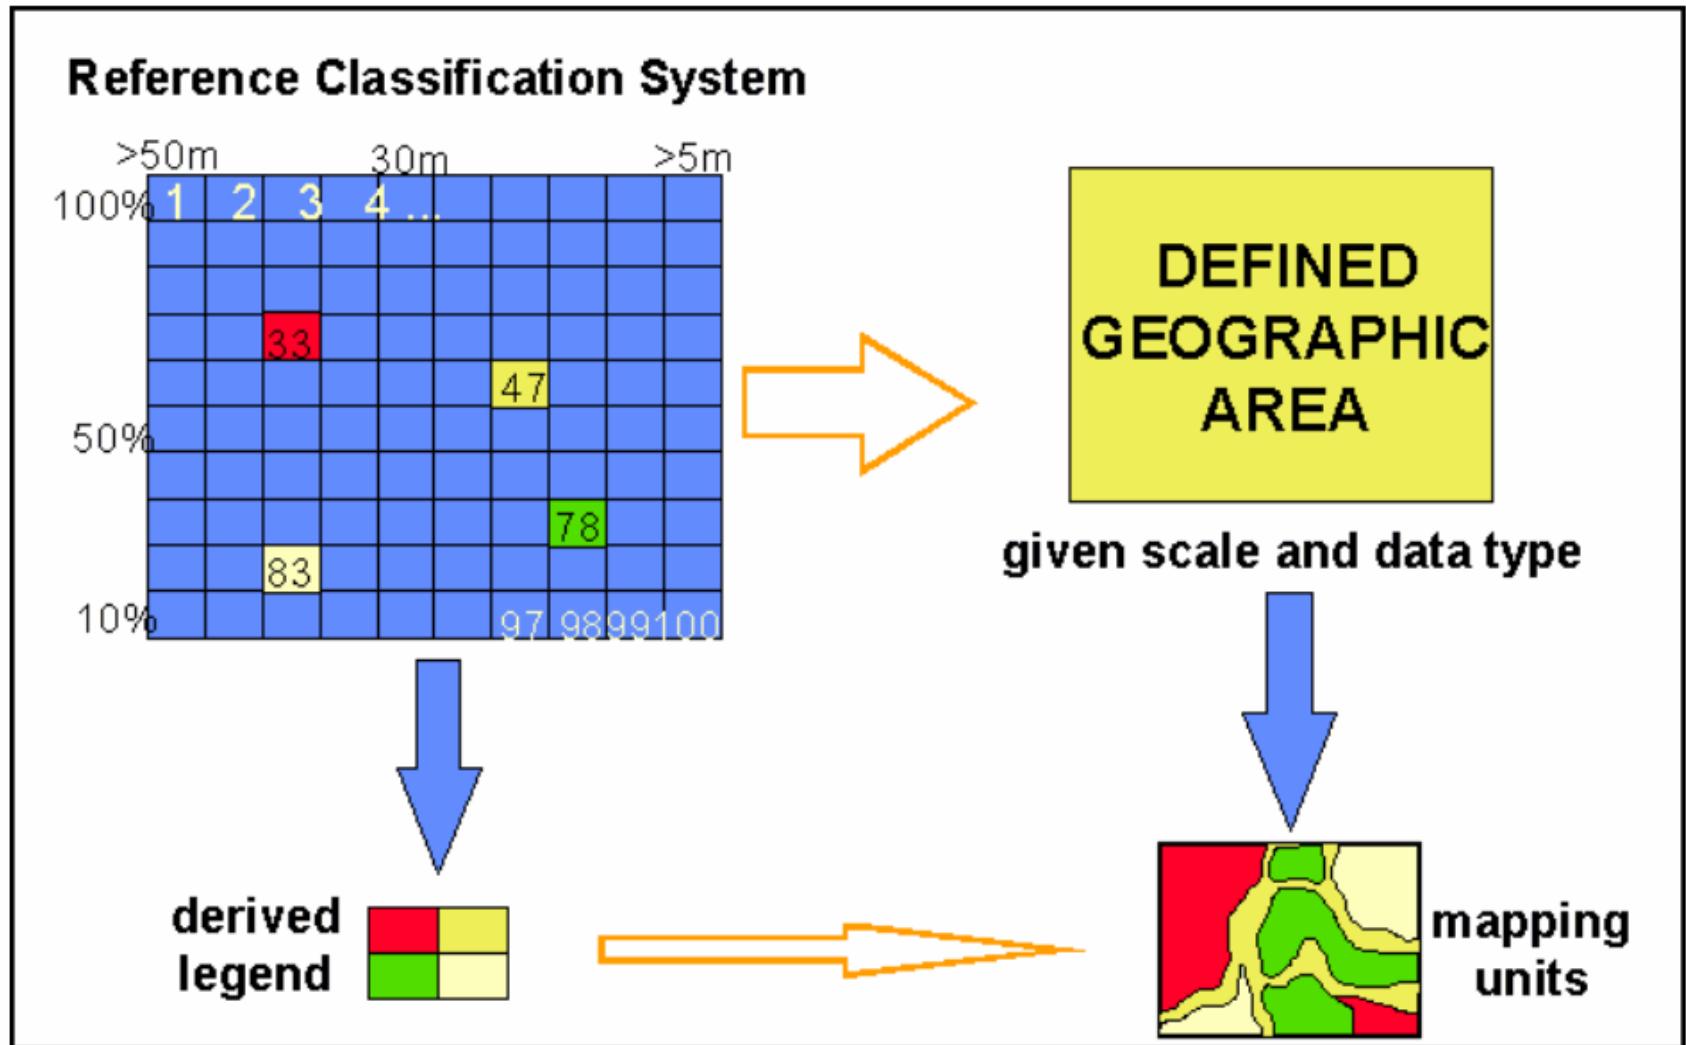 Reference Classification System
>50m 30m >5m
100% 1 2 3 4 ...
33
47
50%
78
83
10% 97 98 99 100
DEFINED
GEOGRAPHIC
AREA
given scale and data type
derived
legend
mapping
units